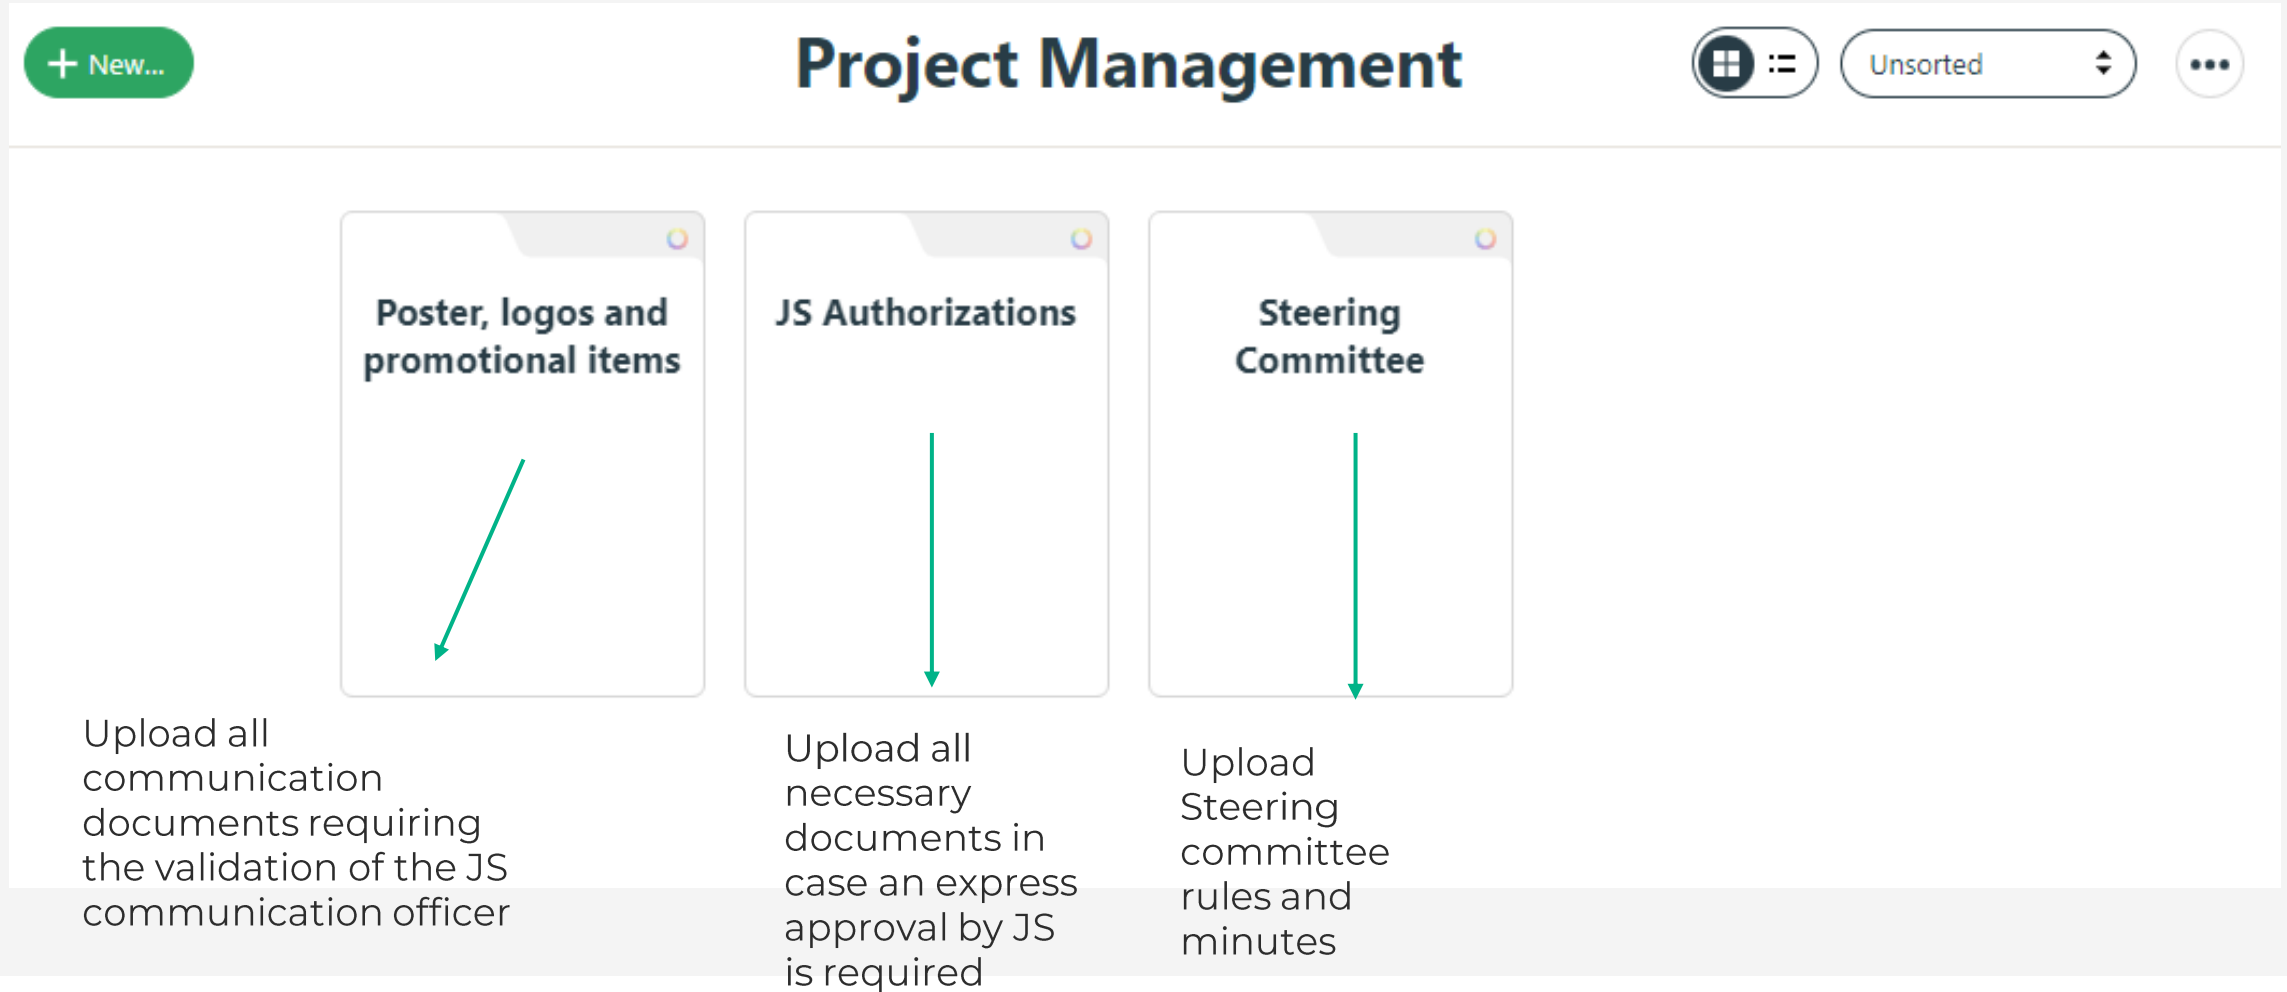 New...
Project Management
Unsorted
Poster, logos and
promotional items
JS Authorizations
Steering
Committee
Upload all
communication
documents requiring
the validation of the JS
communication officer
Upload all
necessary
documents in
case an express
approval by JS
is required
Upload
Steering
committee
rules and
minutes